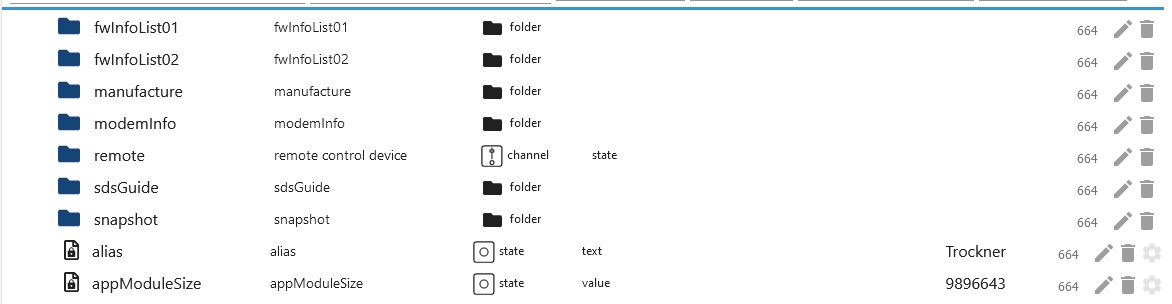 fwInfoList01 fwInfoList01 folder 664
fwInfoList02 fwInfoList02 folder 664
manufacture manufacture folder 664
modemInfo modemInfo folder 664
remote remote control device channel state 664
sdsGuide sdsGuide folder 664
snapshot snapshot folder 664
alias alias state text Trockner 664
appModuleSize appModuleSize state value 9896643 664